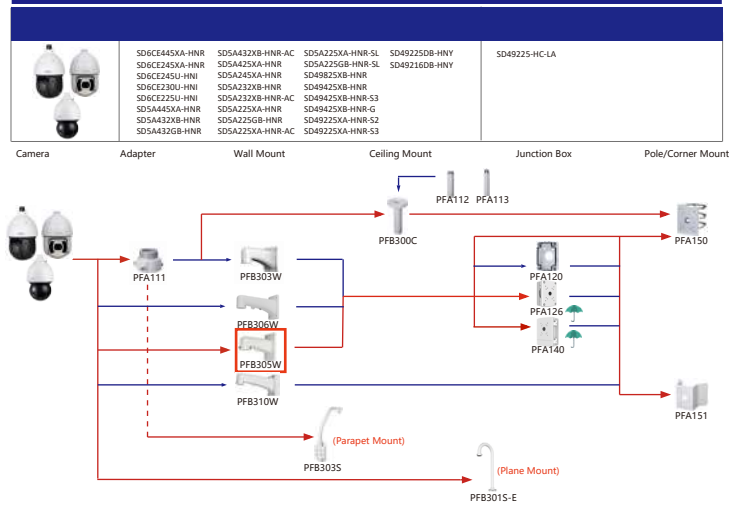 SD6CE445XA-HNR SD5A432XB-HNR-AC SD5A225XA-HNR-SL SD49225DB-HNY SD49225-HC-LA
SD6CE245XA-HNR SD5A425XA-HNR SD5A225GB-HNR-SL SD49216DB-HNY
SD6CE245U-HNI SD5A245XA-HNR SD49825XB-HNR
SD6CE230U-HNI SD5A232XB-HNR SD49425XB-HNR
SD6CE225U-HNI SD5A232XB-HNR-AC SD49425XB-HNR-S3
SD5A445XA-HNR SD5A225XA-HNR SD49425XB-HNR-G
SD5A432XB-HNR SD5A225GB-HNR SD49225XA-HNR-S2
SD5A432GB-HNR SD5A225XA-HNR-AC SD49225XA-HNR-S3
Camera Adapter Wall Mount Ceiling Mount Junction Box Pole/Corner Mount
PFA112 PFA113
PFB300C PFA150
PFA111 PFB303W PFA120
PFB306W PFA126
PFA140
PFB305W
PFB310W PFA151
(Parapet Mount)
PFB303S
(Plane Mount)
PFB301S-E